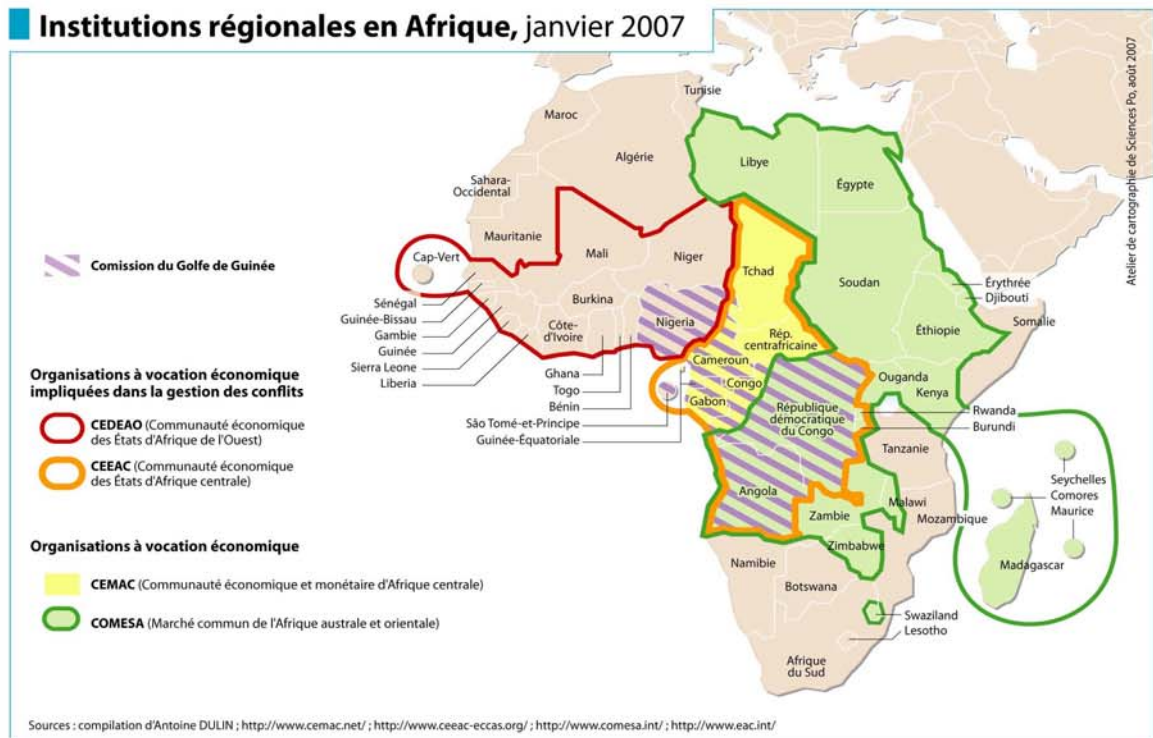 Institutions régionales en Afrique, janvier 2007
Atelier de cartographie de Sciences Po, août 2007
Comission du Golfe de Guinée
Organisations à vocation économique
impliquées dans la gestion des conflits
CEDEAO (Communauté économique
des États d'Afrique de l'Ouest)
CEEAC (Communauté économique
des États d'Afrique centrale)
Organisations à vocation économique
CEMAC (Communauté économique et monétaire d'Afrique centrale)
COMESA (Marché commun de l'Afrique australe et orientale)
Tunisie
Maroc
Algérie
Libye
Égypte
Sahara-
Occidental
Mauritanie
Cap-Vert
Mali
Niger
Tchad
Soudan
Érythrée
Djibouti
Somalie
Éthiopie
Sénégal
Guinée-Bissau
Gambie
Guinée
Sierra Leone
Liberia
Burkina
Côte-
d'Ivoire
Nigeria
Ghana
Togo
Bénin
São Tomé-et-Principe
Guinée-Équatoriale
Rép.
centrafricaine
Cameroun
Congo
Gabon
République
démocratique
du Congo
Ouganda
Kenya
Rwanda
Burundi
Tanzanie
Seychelles
Comores
Maurice
Angola
Zambie
Malawi
Mozambique
Zimbabwe
Madagascar
Namibie
Botswana
Swaziland
Lesotho
Afrique
du Sud
Sources : compilation d'Antoine DULIN ; http://www.cemac.net/ ; http://www.ceeac-eccas.org/ ; http://www.comesa.int/ ; http://www.eac.int/